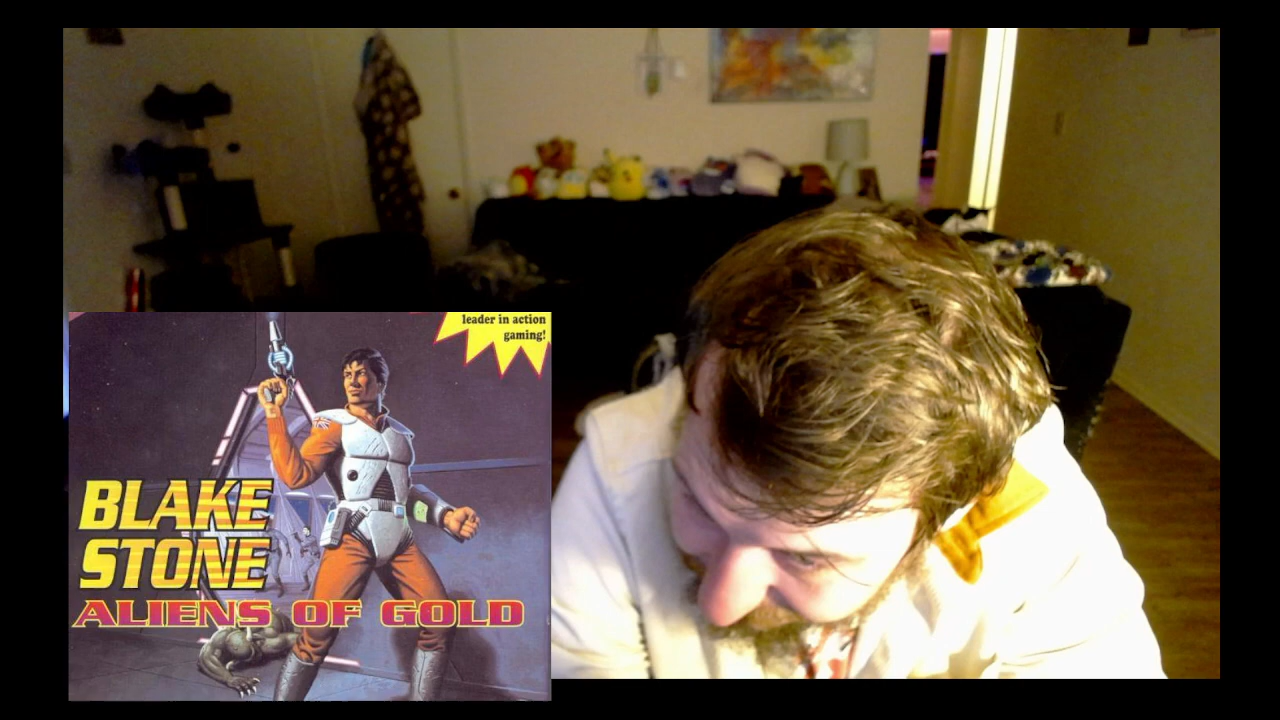 leader in action
gaming!
BLAKE
STONE
ALIENS OF GOLD